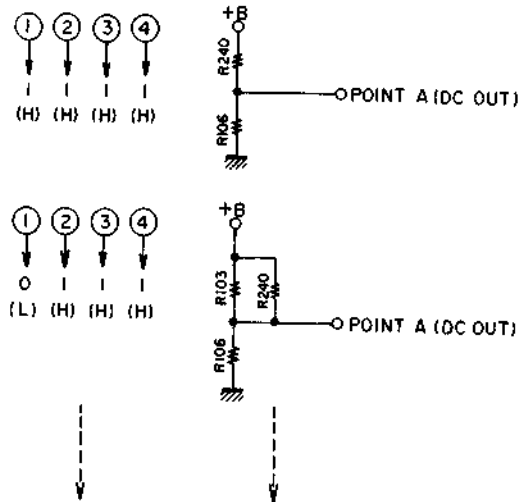 ① ② ③ ④
1 1 1 1
(H) (H) (H) (H)
+B
R240
POINT A (DC OUT)
R106
① ② ③ ④
0 1 1 1
(L) (H) (H) (H)
+B
R103
R240
POINT A (DC OUT)
R106